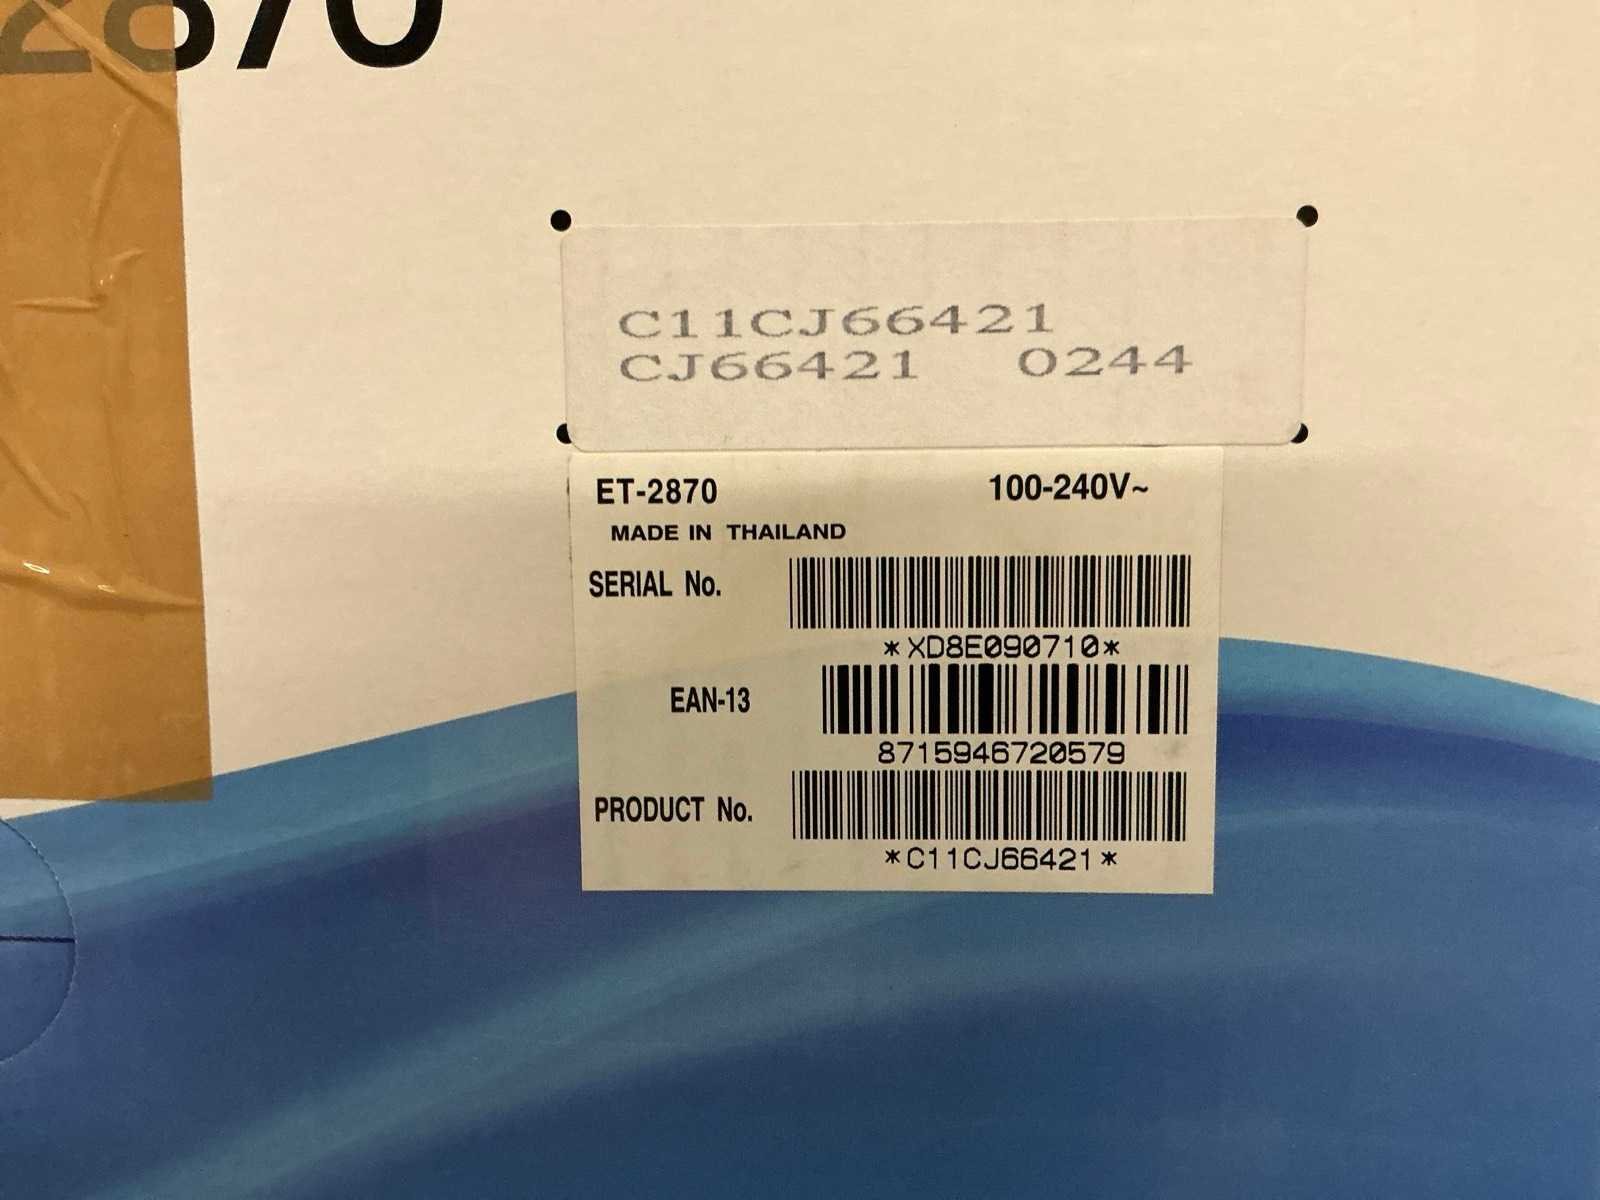 2870
C11CJ66421
CJ66421 0244
ET-2870 100-240V~
MADE IN THAILAND
SERIAL No.
*XD8E090710*
EAN-13
8715946720579
PRODUCT No.
*C11CJ66421*